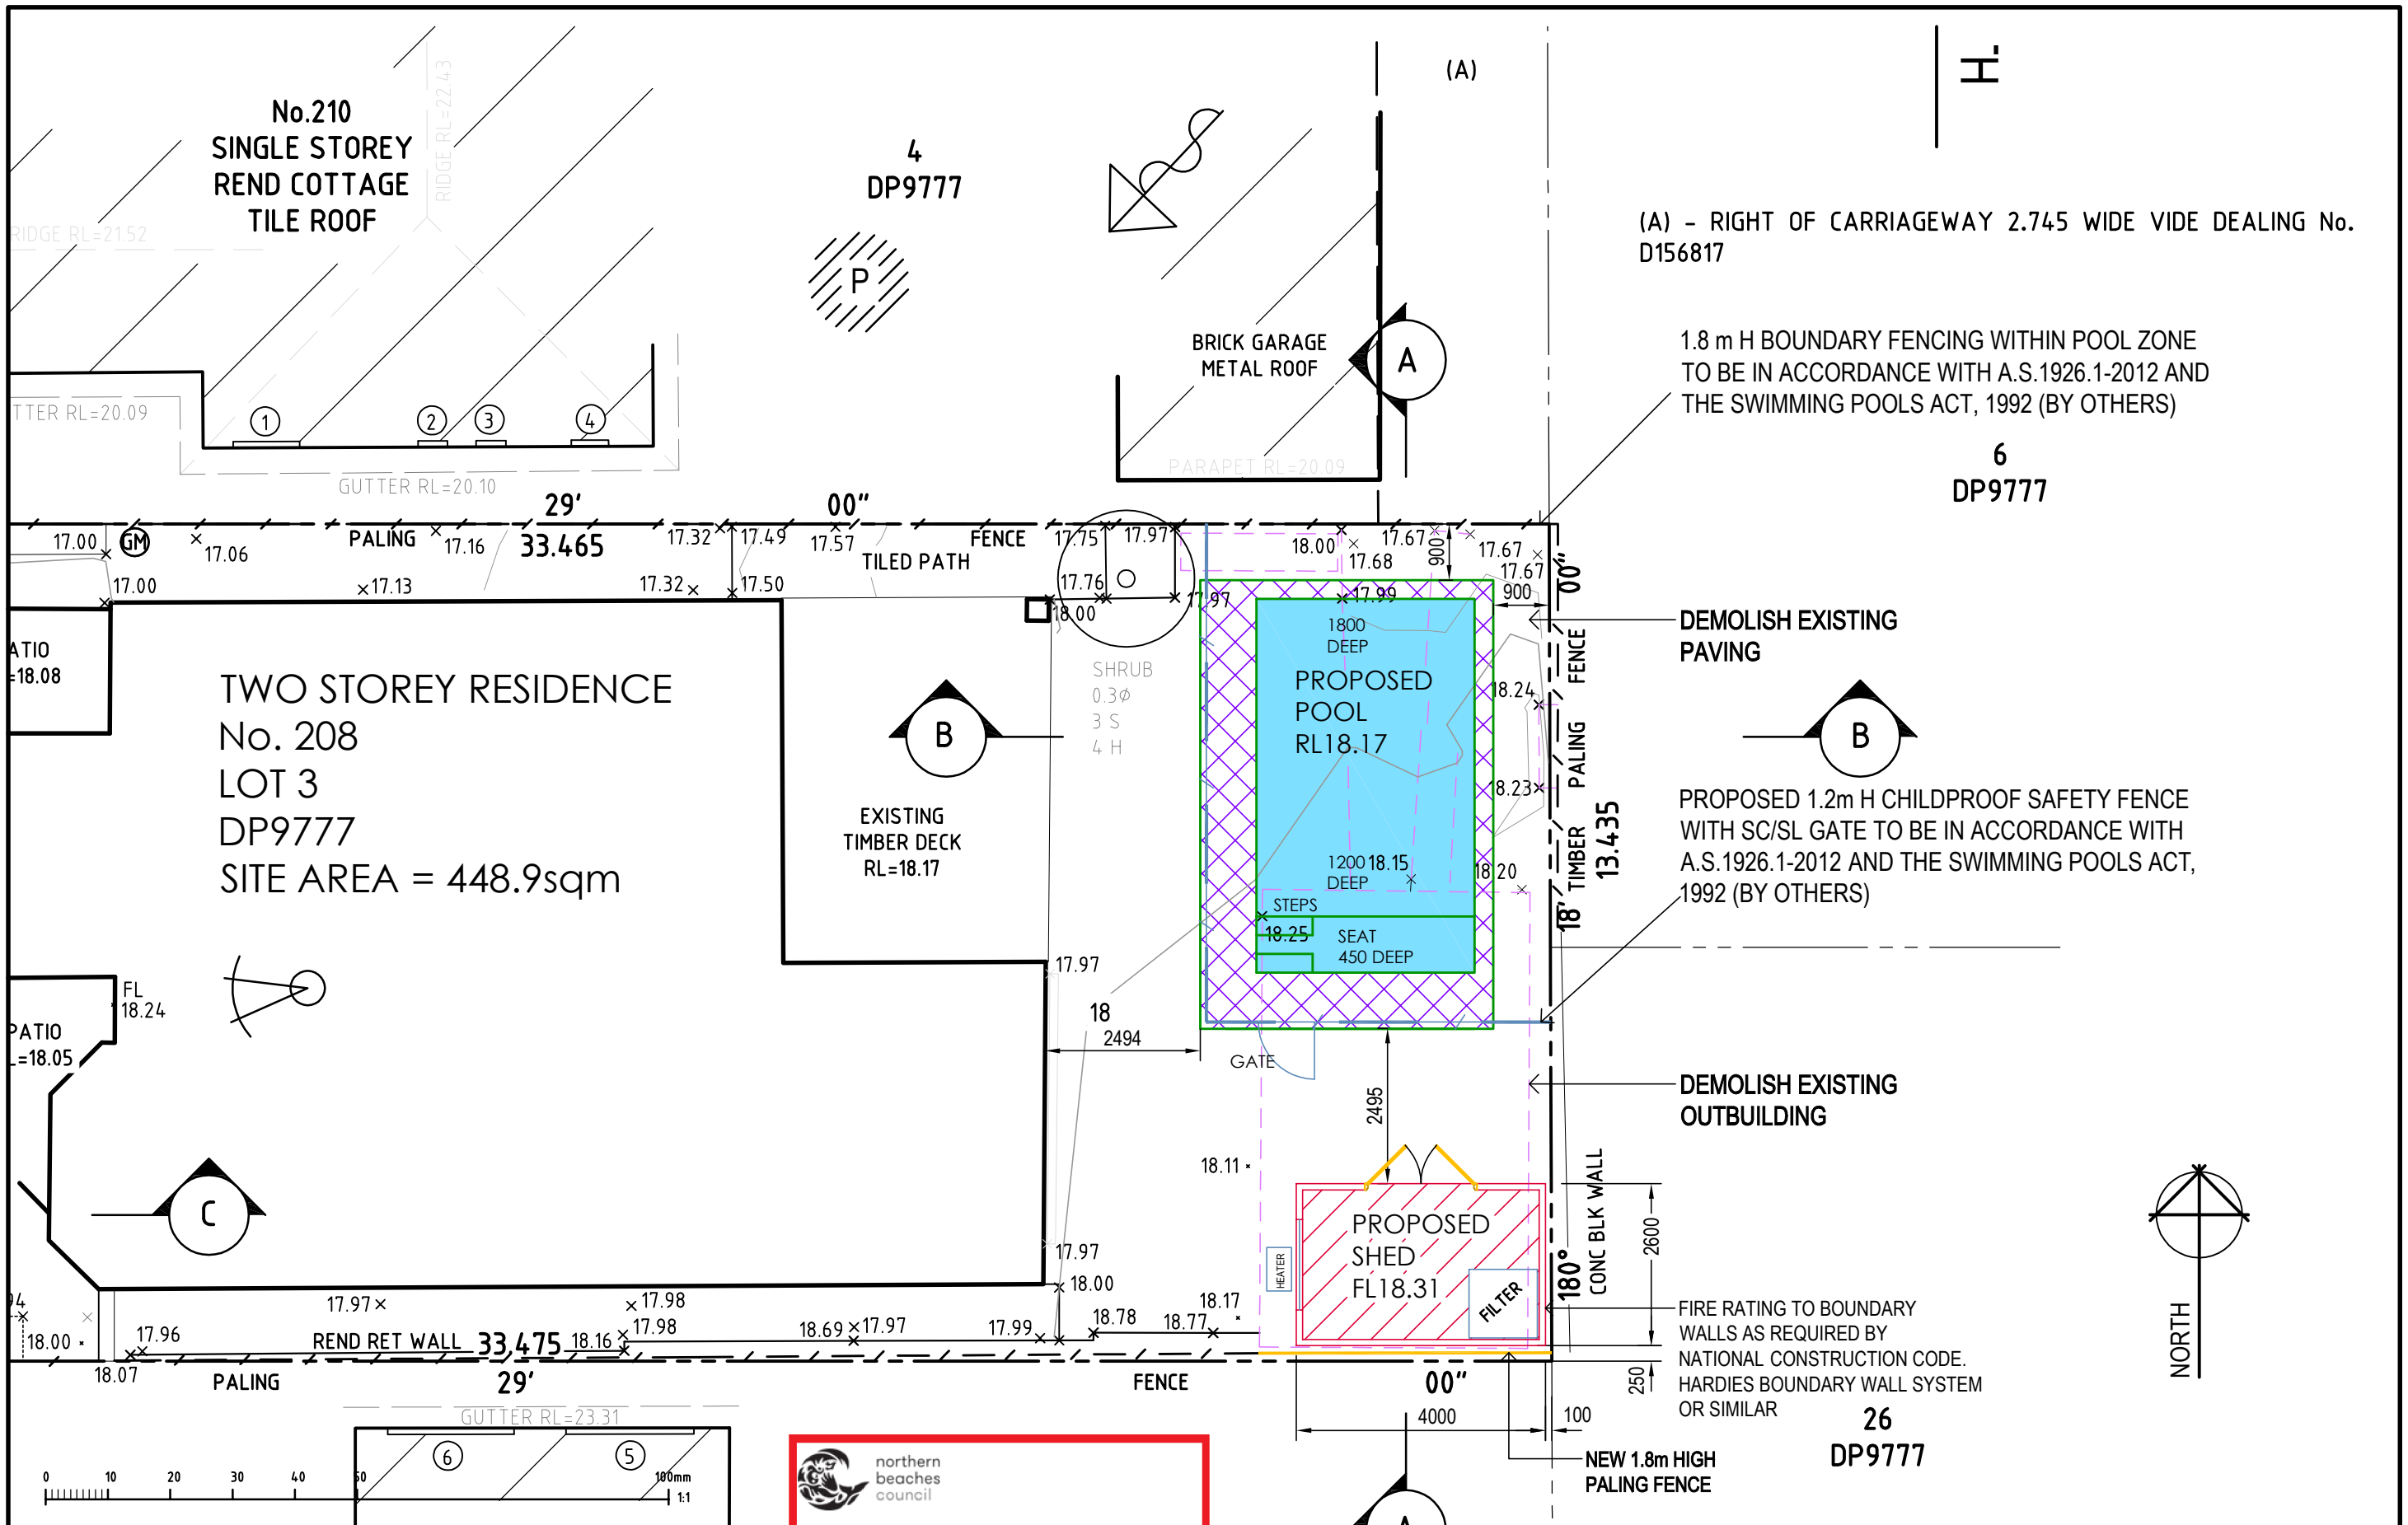 No.210
SINGLE STOREY
REND COTTAGE
TILE ROOF
RIDGE RL=22.43
RIDGE RL=21.52
4
DP9777
P
(A)
H.
(A) - RIGHT OF CARRIAGEWAY 2.745 WIDE VIDE DEALING No.
D156817
BRICK GARAGE
METAL ROOF
A
PARAPET RL=20.09
1.8 m H BOUNDARY FENCING WITHIN POOL ZONE
TO BE IN ACCORDANCE WITH A.S.1926.1-2012 AND
THE SWIMMING POOLS ACT, 1992 (BY OTHERS)
6
DP9777
TTER RL=20.09
1
2
3
4
GUTTER RL=20.10
29'
00"
17.00
GM
17.06
PALING
17.16
33.465
17.32
17.49
17.57
TILED PATH
FENCE
17.75
17.97
18.00
17.68
17.67
900
17.67
17.67
00"
17.00
17.13
17.32
17.50
17.76
18.00
17.97
17.99
900
ATIO
=18.08
TWO STOREY RESIDENCE
No. 208
LOT 3
DP9777
SITE AREA = 448.9sqm
B
SHRUB
0.3ø
3 S
4 H
EXISTING
TIMBER DECK
RL=18.17
1800
DEEP
PROPOSED
POOL
RL18.17
1200
DEEP
18.15
STEPS
18.25
SEAT
450 DEEP
18.24
18.23
18.20
FENCE
PALING
TIMBER
13.435
18'
DEMOLISH EXISTING
PAVING
B
PROPOSED 1.2m H CHILDPROOF SAFETY FENCE
WITH SC/SL GATE TO BE IN ACCORDANCE WITH
A.S.1926.1-2012 AND THE SWIMMING POOLS ACT,
1992 (BY OTHERS)
FL
18.24
PATIO
L=18.05
17.97
18
2494
GATE
2495
DEMOLISH EXISTING
OUTBUILDING
C
18.11
17.97
18.00
PROPOSED
SHED
FL18.31
HEATER
FILTER
CONC BLK WALL
180°
2600
250
NORTH
94
18.00
17.96
18.07
17.97
17.98
REND RET WALL
33.475
18.16
17.98
18.69
17.97
17.99
18.78
18.77
18.17
FIRE RATING TO BOUNDARY
WALLS AS REQUIRED BY
NATIONAL CONSTRUCTION CODE.
HARDIES BOUNDARY WALL SYSTEM
OR SIMILAR
PALING
29'
FENCE
00"
4000
100
26
DP9777
NEW 1.8m HIGH
PALING FENCE
GUTTER RL=23.31
6
5
0 10 20 30 40 50 100mm
1:1
northern
beaches
council
A